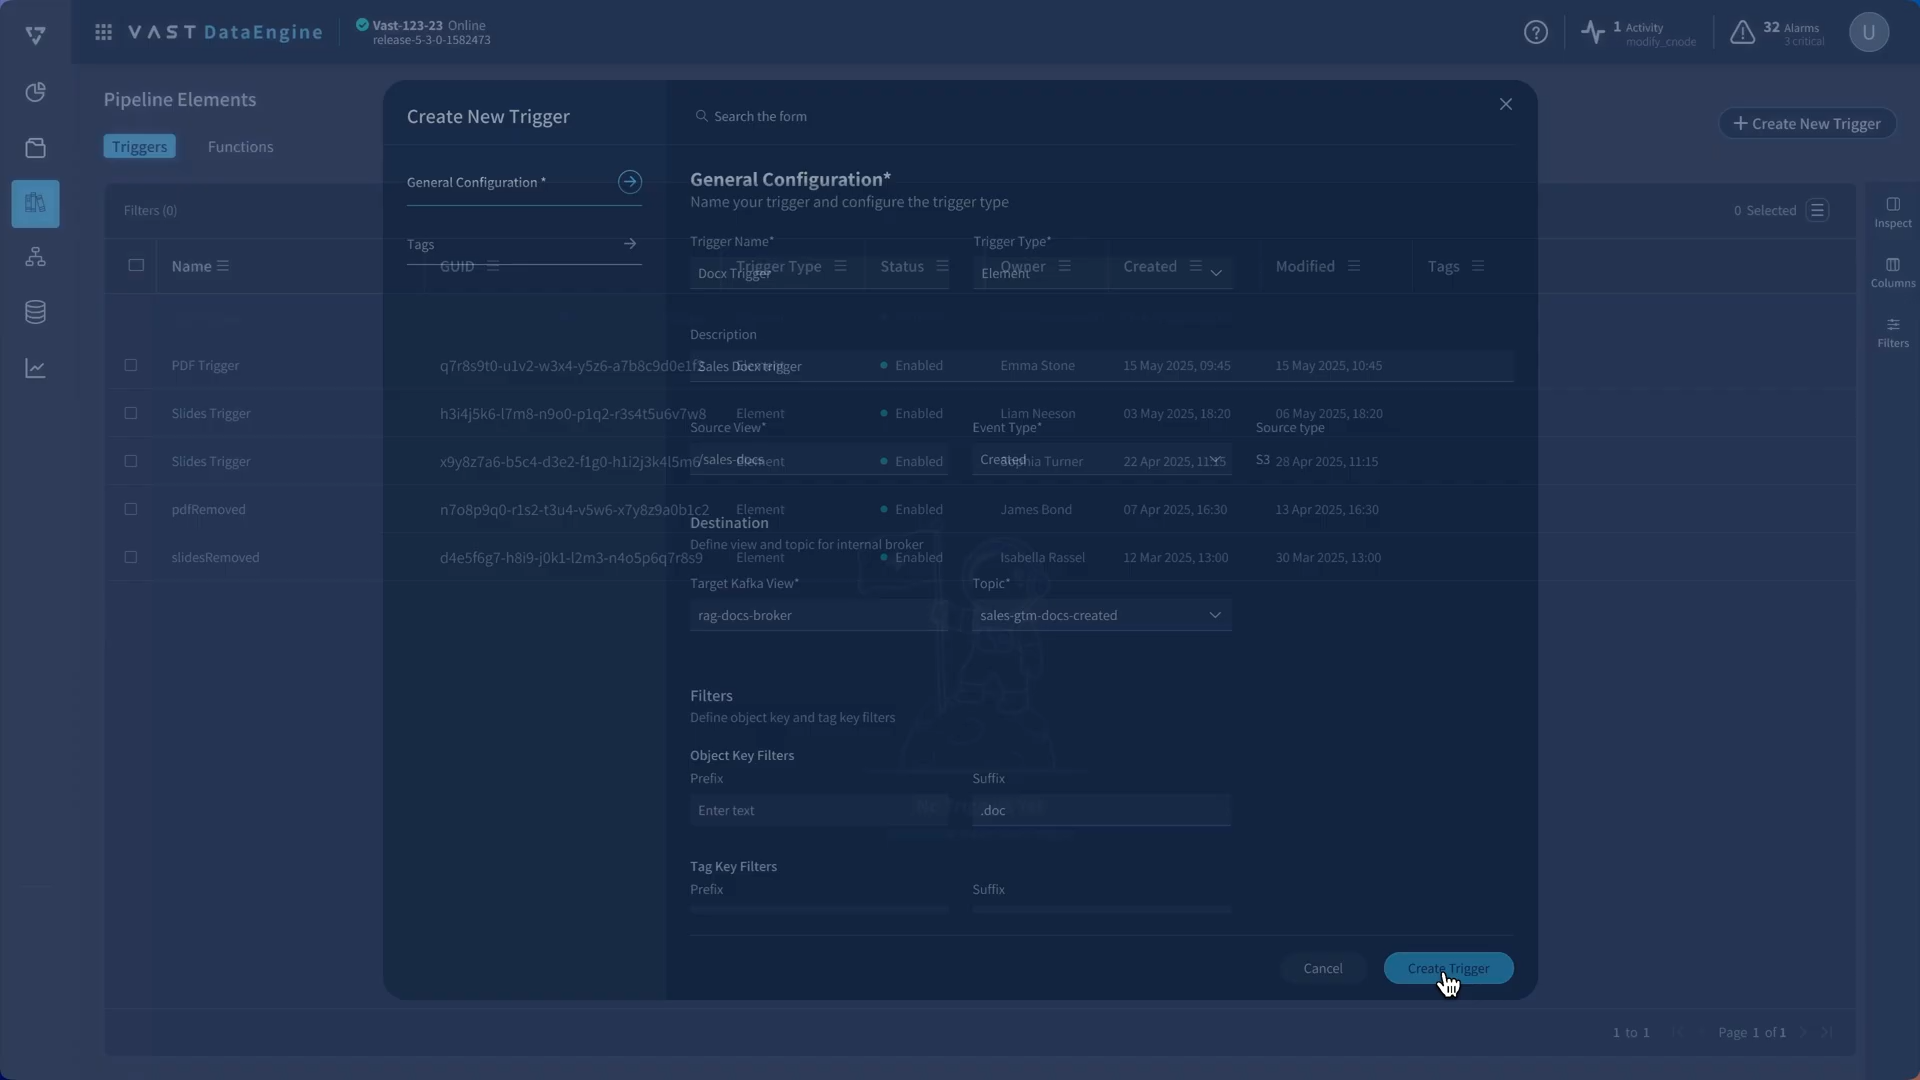 VAST DataEngine
Vast-123-23 Online
release-5-3-0-1582473
1 Activity
modify_cnode
32 Alarms
3 critical
U
Pipeline Elements
Triggers
Functions
+ Create New Trigger
Filters (0)
0 Selected
Inspect
Columns
Filters
Name
GUID
Trigger Type
Status
Owner
Created
Modified
Tags
PDF Trigger
q7r8s9t0-u1v2-w3x4-y5z6-a7b8c9d0e1f2
Element
Enabled
Emma Stone
15 May 2025, 09:45
15 May 2025, 10:45
Slides Trigger
h3i4j5k6-l7m8-n9o0-p1q2-r3s4t5u6v7w8
Element
Enabled
Liam Neeson
03 May 2025, 18:20
06 May 2025, 18:20
Slides Trigger
x9y8z7a6-b5c4-d3e2-f1g0-h1i2j3k4l5m6
Element
Enabled
Sophia Turner
22 Apr 2025, 11:15
28 Apr 2025, 11:15
pdfRemoved
n7o8p9q0-r1s2-t3u4-v5w6-x7y8z9a0b1c2
Element
Enabled
James Bond
07 Apr 2025, 16:30
13 Apr 2025, 16:30
slidesRemoved
d4e5f6g7-h8i9-j0k1-l2m3-n4o5p6q7r8s9
Element
Enabled
Isabella Rassel
12 Mar 2025, 13:00
30 Mar 2025, 13:00
Create New Trigger
General Configuration *
Tags
Search the form
General Configuration*
Name your trigger and configure the trigger type
Trigger Name*
Docx Trigger
Trigger Type*
Element
Description
Sales Docx trigger
Source View*
/sales-docs
Event Type*
Created
Source type
S3
Destination
Define view and topic for internal broker
Target Kafka View*
rag-docs-broker
Topic*
sales-gtm-docs-created
Filters
Define object key and tag key filters
Object Key Filters
Prefix
Enter text
Suffix
.doc
Tag Key Filters
Prefix
Suffix
Cancel
Create Trigger
1 to 1
Page 1 of 1